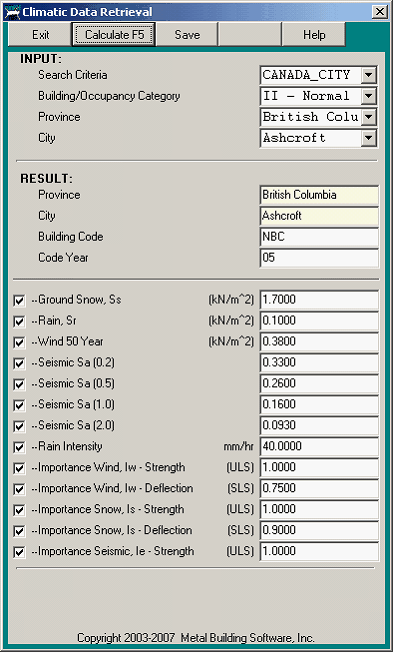 Climatic Data Retrieval
Exit Calculate F5 Save Help
INPUT:
Search Criteria CANADA_CITY
Building/Occupancy Category II - Normal
Province British Colu
City Ashcroft
RESULT:
Province British Columbia
City Ashcroft
Building Code NBC
Code Year 05
--Ground Snow, Ss (kN/m^2) 1.7000
--Rain, Sr (kN/m^2) 0.1000
--Wind 50 Year (kN/m^2) 0.3800
--Seismic Sa (0.2) 0.3300
--Seismic Sa (0.5) 0.2600
--Seismic Sa (1.0) 0.1600
--Seismic Sa (2.0) 0.0930
--Rain Intensity mm/hr 40.0000
--Importance Wind, Iw - Strength (ULS) 1.0000
--Importance Wind, Iw - Deflection (SLS) 0.7500
--Importance Snow, Is - Strength (ULS) 1.0000
--Importance Snow, Is - Deflection (SLS) 0.9000
--Importance Seismic, Ie - Strength (ULS) 1.0000
Copyright 2003-2007 Metal Building Software, Inc.